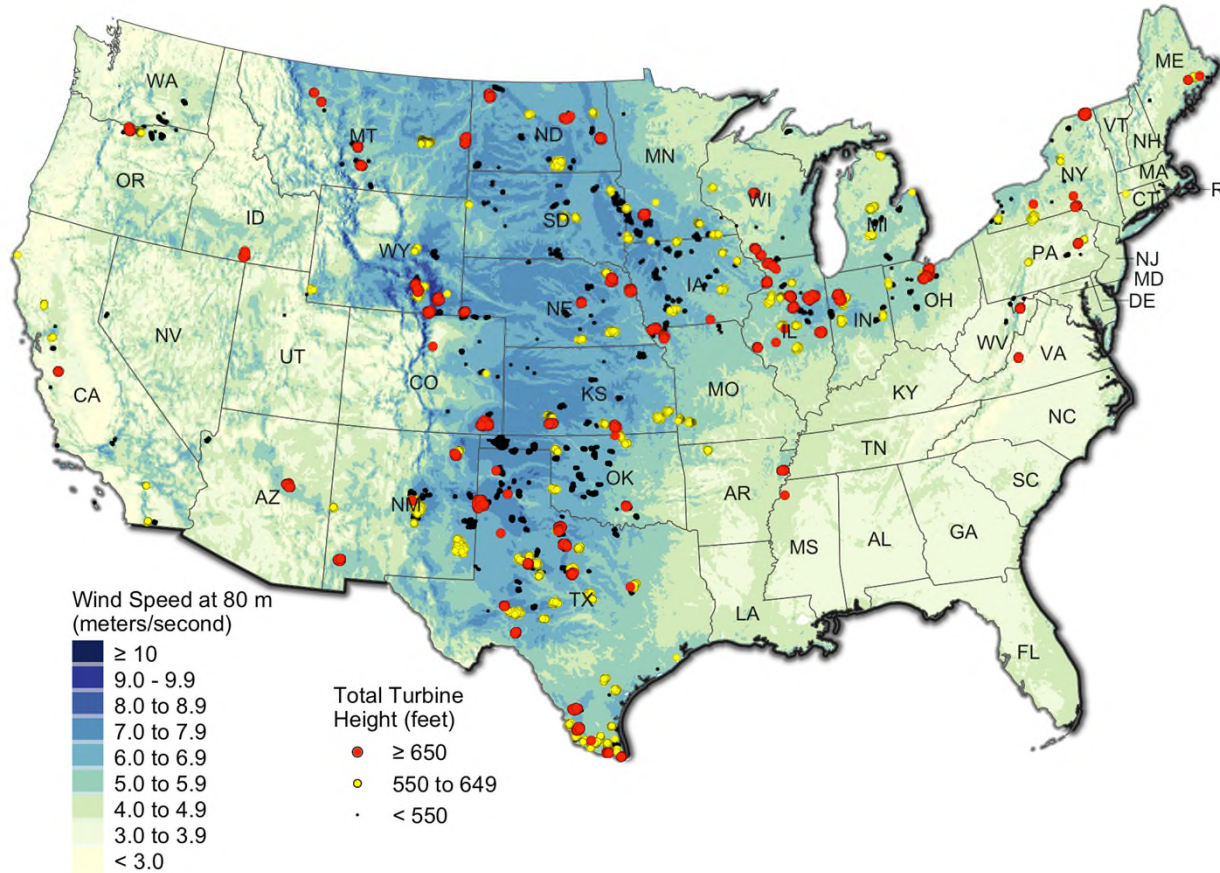 WA
ME
MT
ND
VT
MN
NH
OR
NY
MA
WI
R
ID
SD
CT
MI
WY
PA
NJ
IA
MD
NE
OH
DE
NV
IN
IL
UT
WV
VA
CO
CA
KS
MO
KY
NC
TN
OK
AZ
NM
AR
SC
MS
AL
GA
Wind Speed at 80 m
(meters/second)
TX
LA
≥ 10
FL
9.0 - 9.9
8.0 to 8.9
Total Turbine
Height (feet)
7.0 to 7.9
6.0 to 6.9
≥ 650
5.0 to 5.9
550 to 649
4.0 to 4.9
< 550
3.0 to 3.9
< 3.0